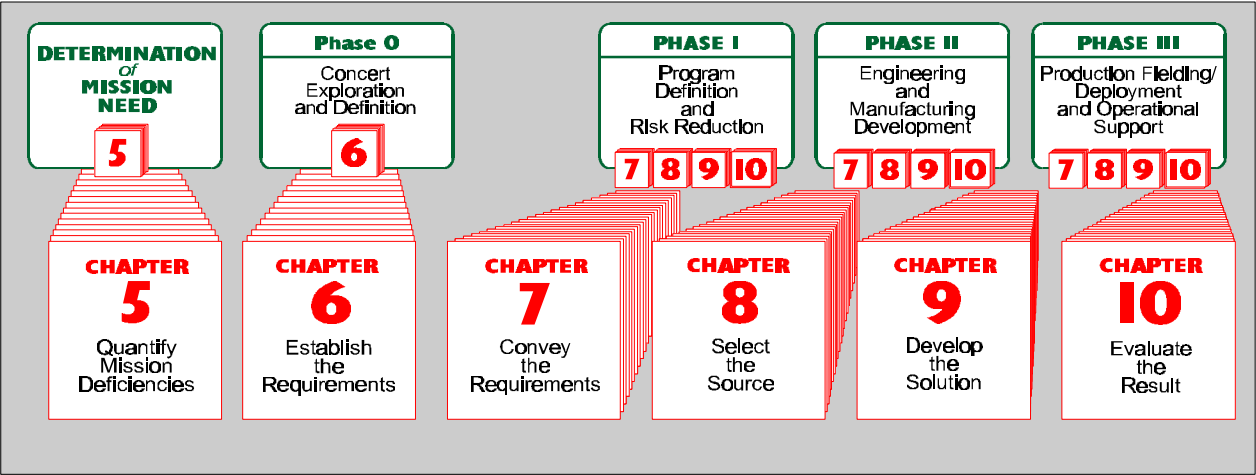 DETERMINATION
of
MISSION
NEED
5
Phase 0
Concert
Exploration
and Definition
6
PHASE I
Program
Definition
and
RIsk Reduction
7 8 9 10
PHASE II
Engineering
and
Manufacturing
Development
7 8 9 10
PHASE III
Production Fielding/
Deployment
and Operational
Support
7 8 9 10
CHAPTER
5
Quantify
Mission
Deficiencies
CHAPTER
6
Establish
the
Requirements
CHAPTER
7
Convey
the
Requirements
CHAPTER
8
Select
the
Source
CHAPTER
9
Develop
the
Solution
CHAPTER
10
Evaluate
the
Result